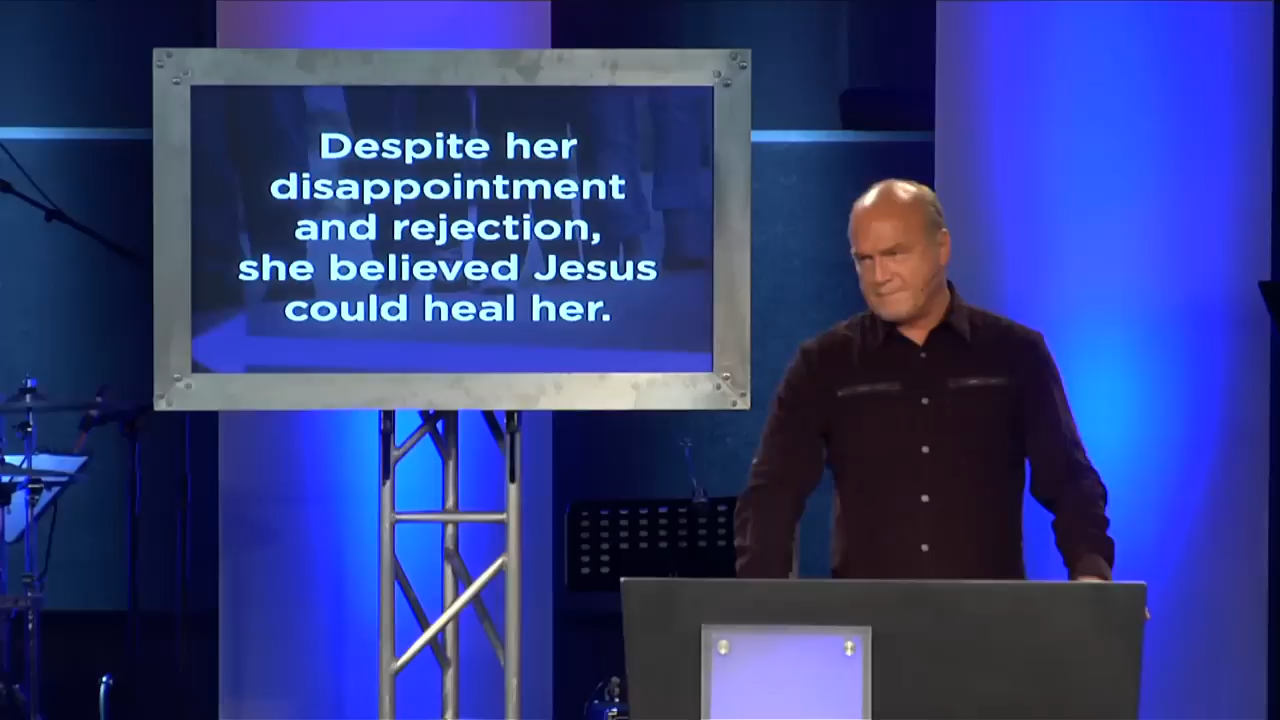 Despite her
disappointment
and rejection,
she believed Jesus
could heal her.